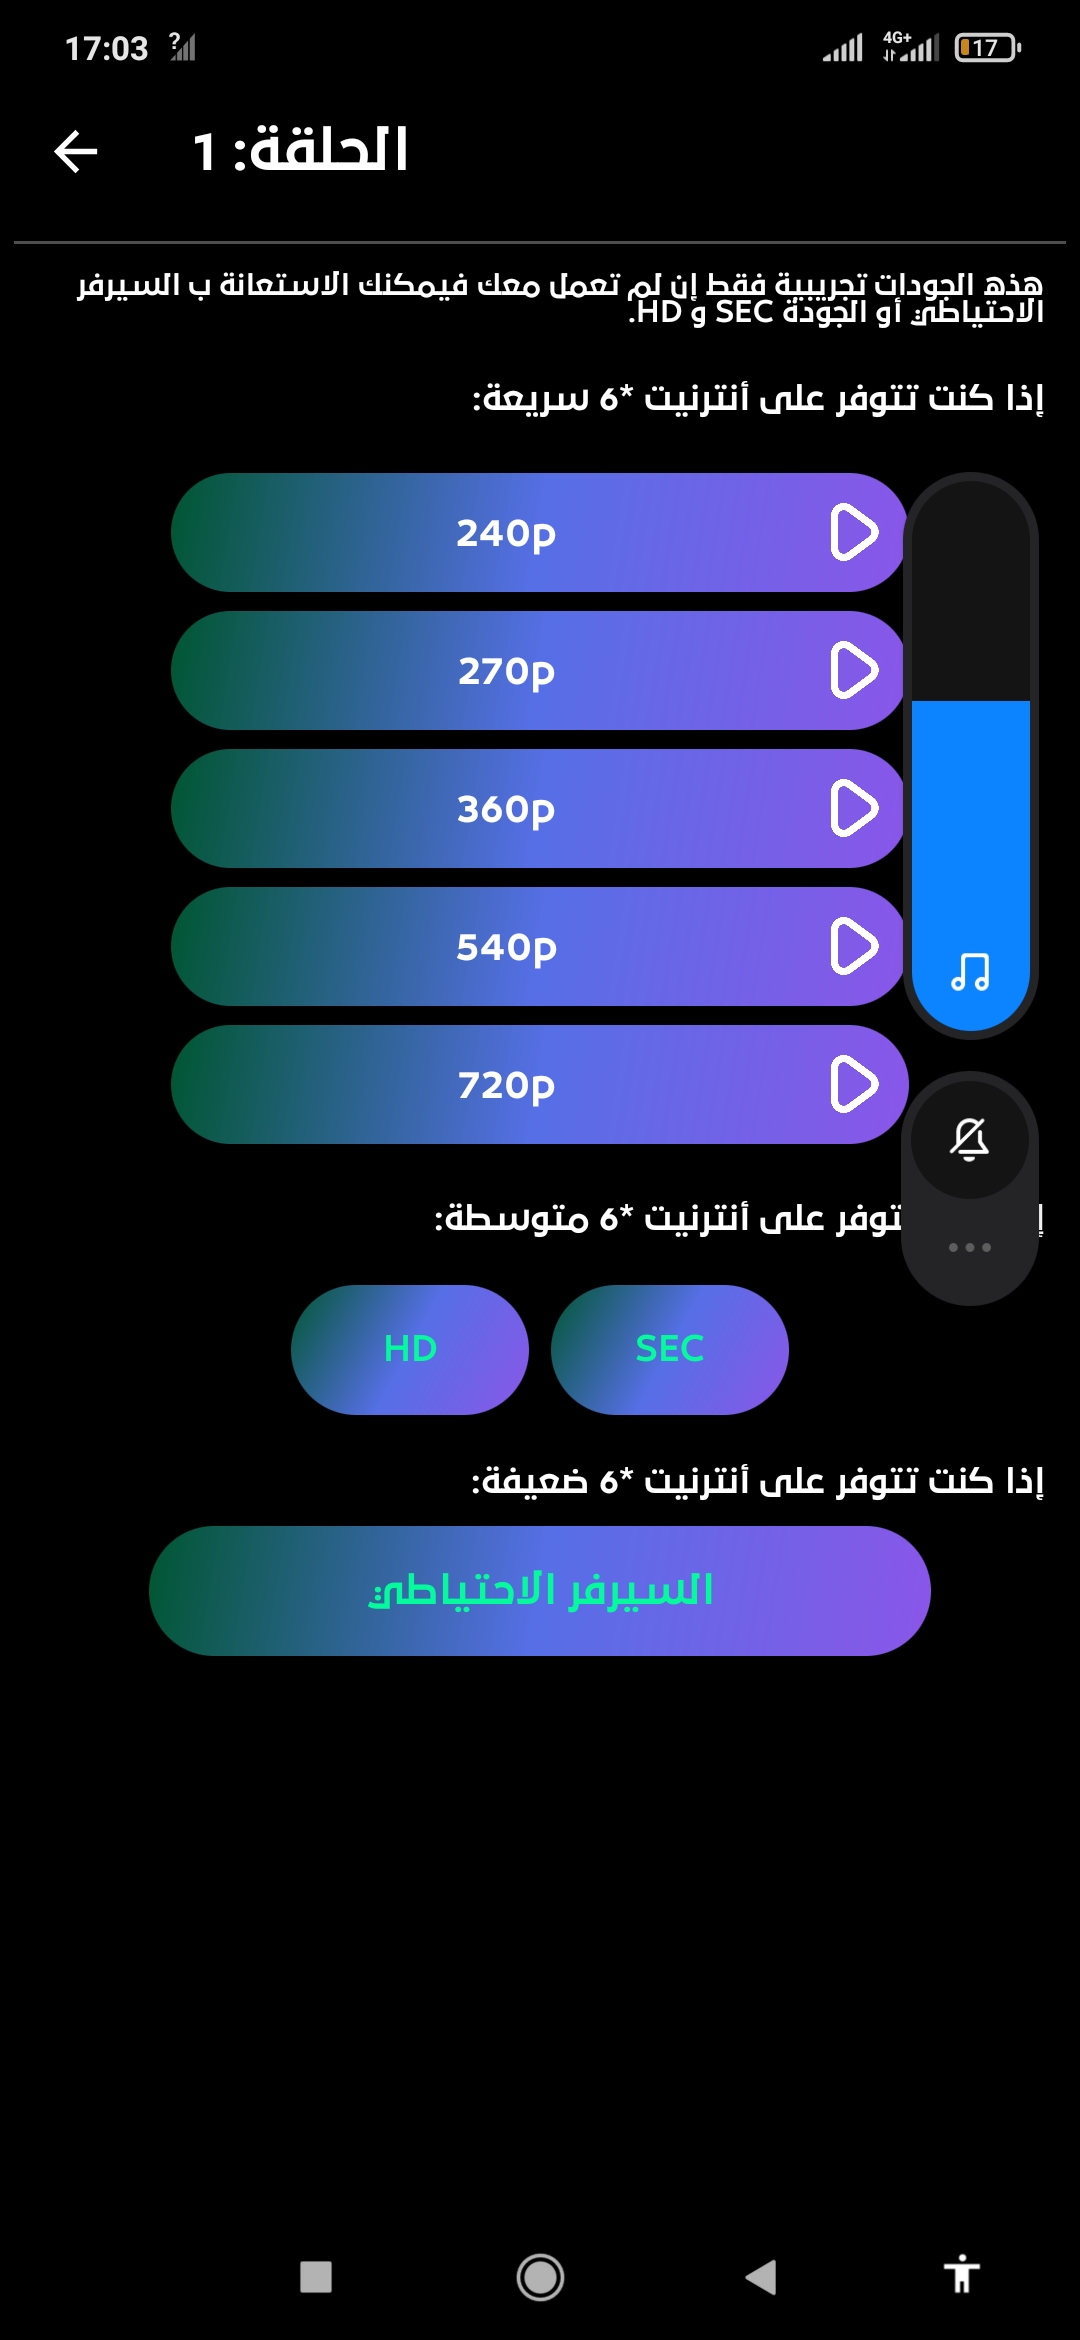 17:03
?
4G+
17
الحلقة: 1
هذه الجودات تجريبية فقط إن لم تعمل معك فيمكنك الاستعانة ب السيرفر
الاحتياطي أو الجودة SEC و HD.
إذا كنت تتوفر على أنترنيت *6 سريعة:
240p
270p
360p
540p
720p
تتوفر على أنترنيت *6 متوسطة:
HD
SEC
إذا كنت تتوفر على أنترنيت *6 ضعيفة:
السيرفر الاحتياطي